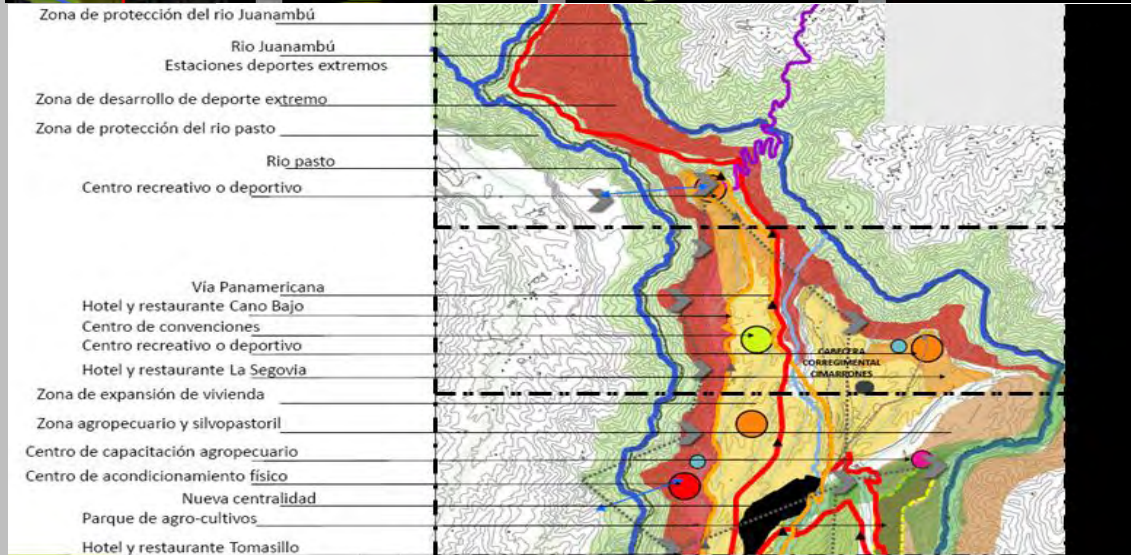 Zona de protección del rio Juanambú
Rio Juanambú
Estaciones deportes extremos
Zona de desarrollo de deporte extremo
Zona de protección del rio pasto
Rio pasto
Centro recreativo o deportivo
Vía Panamericana
Hotel y restaurante Cano Bajo
Centro de convenciones
Centro recreativo o deportivo
Hotel y restaurante La Segovia
Zona de expansión de vivienda
Zona agropecuario y silvopastoril
Centro de capacitación agropecuario
Centro de acondicionamiento físico
Nueva centralidad
Parque de agro-cultivos
Hotel y restaurante Tomasillo
CABECERA
CORREGIMENTAL
CIMARRONES